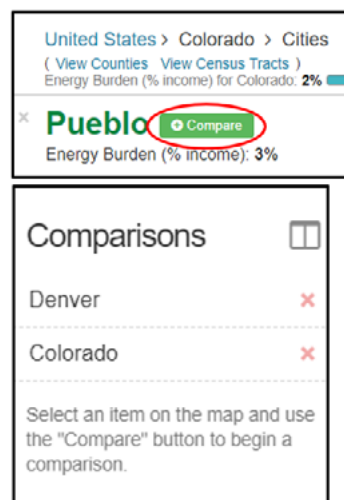 United States > Colorado > Cities
( View Counties View Census Tracts )
Energy Burden (% income) for Colorado: 2%
× Pueblo Compare
Energy Burden (% income): 3%
Comparisons
Denver ×
Colorado ×
Select an item on the map and use
the "Compare" button to begin a
comparison.